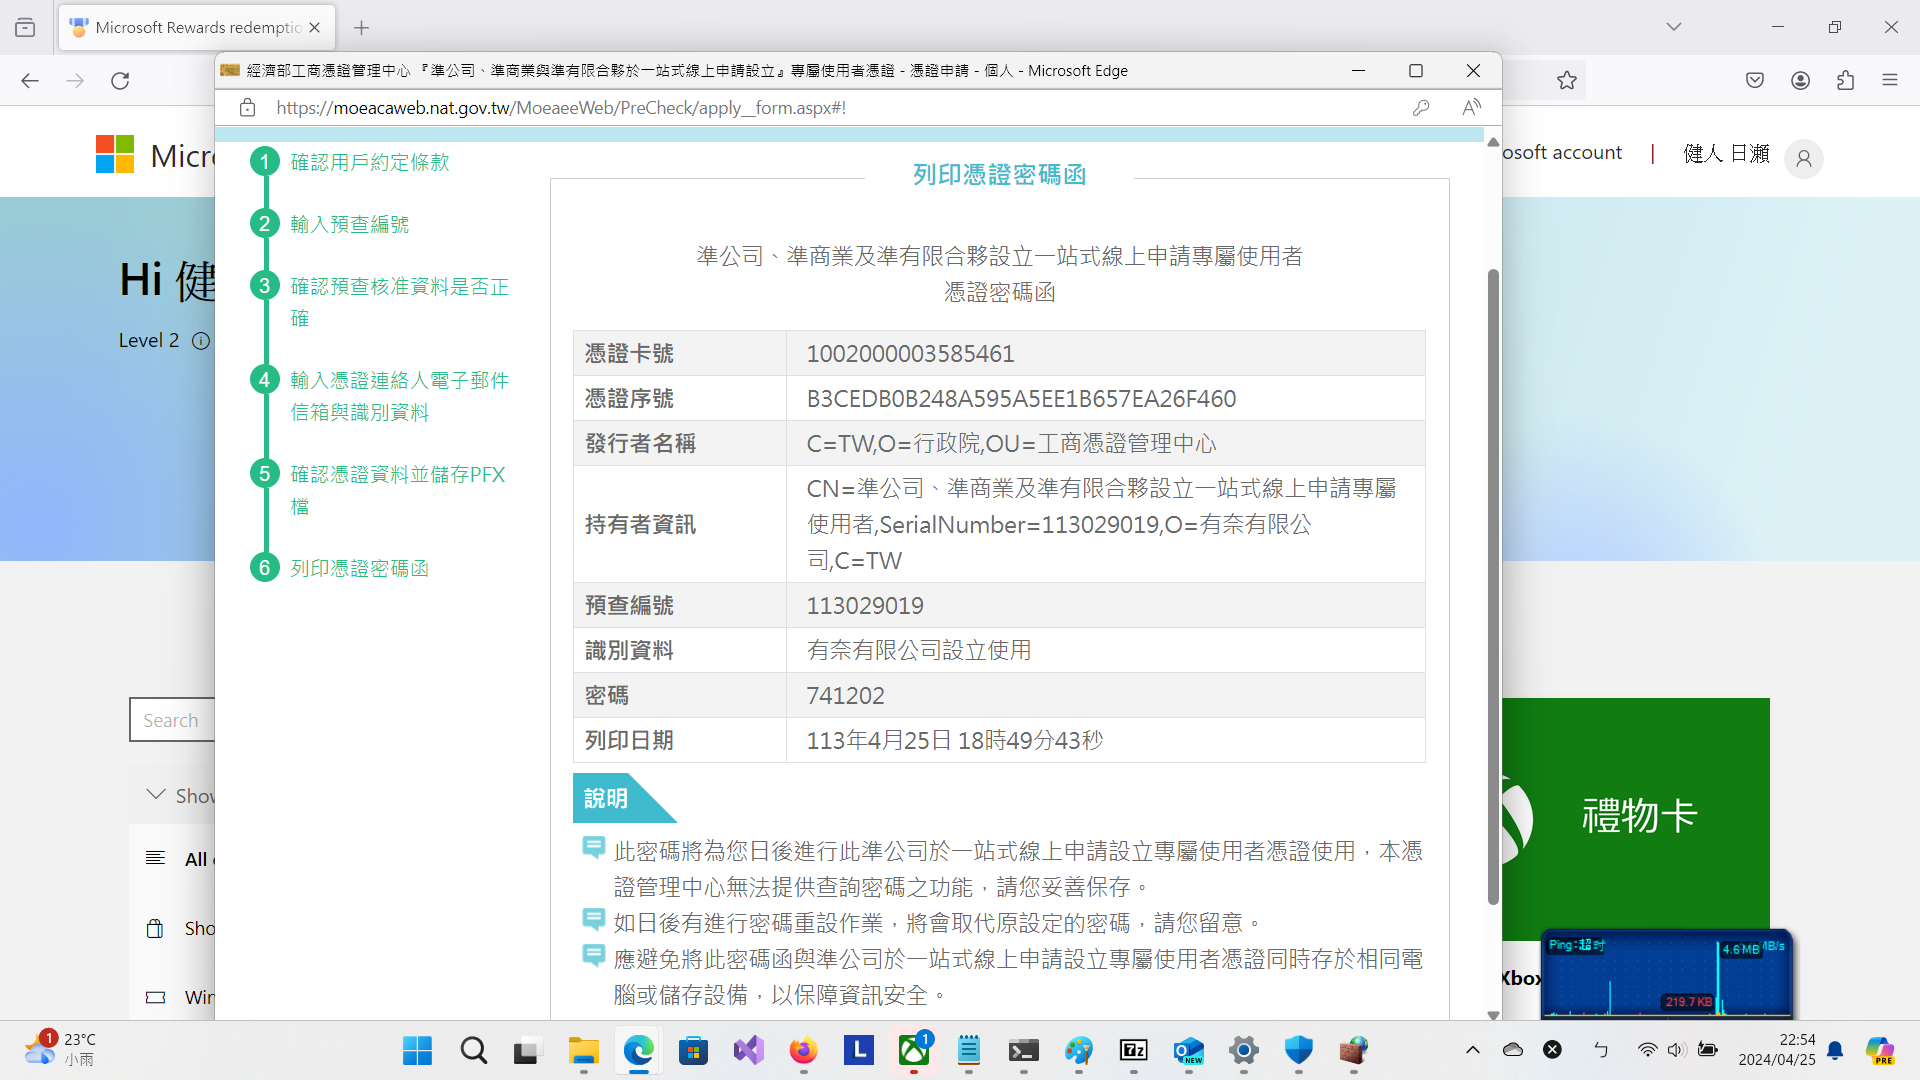 Microsoft Rewards redemptio
經濟部工商憑證管理中心 『準公司、準商業與準有限合夥於一站式線上申請設立』專屬使用者憑證 - 憑證申請 - 個人 - Microsoft Edge
https://moeacaweb.nat.gov.tw/MoeaeeWeb/PreCheck/apply__form.aspx#!
Micr
osoft account
|
健人 日瀨
Hi 健
Level 2
1 確認用戶約定條款
2 輸入預查編號
3 確認預查核准資料是否正
確
4 輸入憑證連絡人電子郵件
信箱與識別資料
5 確認憑證資料並儲存PFX
檔
6 列印憑證密碼函
列印憑證密碼函
準公司、準商業及準有限合夥設立一站式線上申請專屬使用者
憑證密碼函
憑證卡號 1002000003585461
憑證序號 B3CEDB0B248A595A5EE1B657EA26F460
發行者名稱 C=TW,O=行政院,OU=工商憑證管理中心
持有者資訊 CN=準公司、準商業及準有限合夥設立一站式線上申請專屬
使用者,SerialNumber=113029019,O=有奈有限公
司,C=TW
預查編號 113029019
識別資料 有奈有限公司設立使用
密碼 741202
列印日期 113年4月25日 18時49分43秒
說明
此密碼將為您日後進行此準公司於一站式線上申請設立專屬使用者憑證使用，本憑
證管理中心無法提供查詢密碼之功能，請您妥善保存。
如日後有進行密碼重設作業，將會取代原設定的密碼，請您留意。
應避免將此密碼函與準公司於一站式線上申請設立專屬使用者憑證同時存於相同電
腦或儲存設備，以保障資訊安全。
Search
Show
All
Sho
Win
禮物卡
Xbox
Ping:超時
4.6 MB
MB/s
219.7 KB
1
23°C
小雨
L
1
7z
NEW
ㄅ
22:54
2024/04/25
PRE